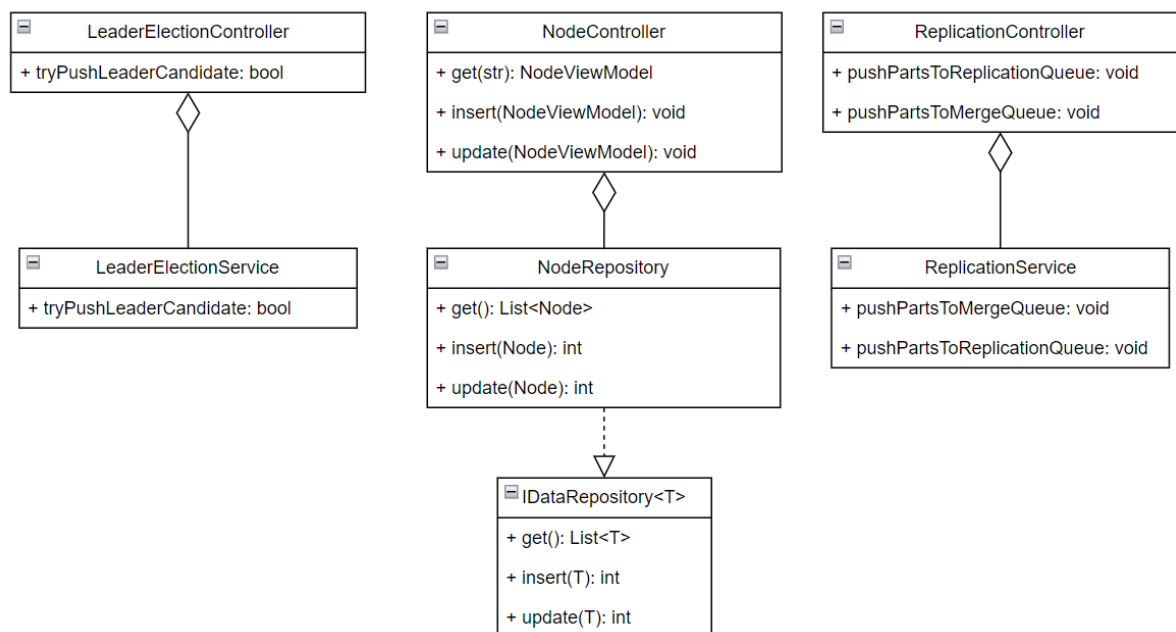 LeaderElectionController
+ tryPushLeaderCandidate: bool
NodeController
+ get(str): NodeViewModel
+ insert(NodeViewModel): void
+ update(NodeViewModel): void
ReplicationController
+ pushPartsToReplicationQueue: void
+ pushPartsToMergeQueue: void
LeaderElectionService
+ tryPushLeaderCandidate: bool
NodeRepository
+ get(): List<Node>
+ insert(Node): int
+ update(Node): int
ReplicationService
+ pushPartsToMergeQueue: void
+ pushPartsToReplicationQueue: void
IDataRepository<T>
+ get(): List<T>
+ insert(T): int
+ update(T): int